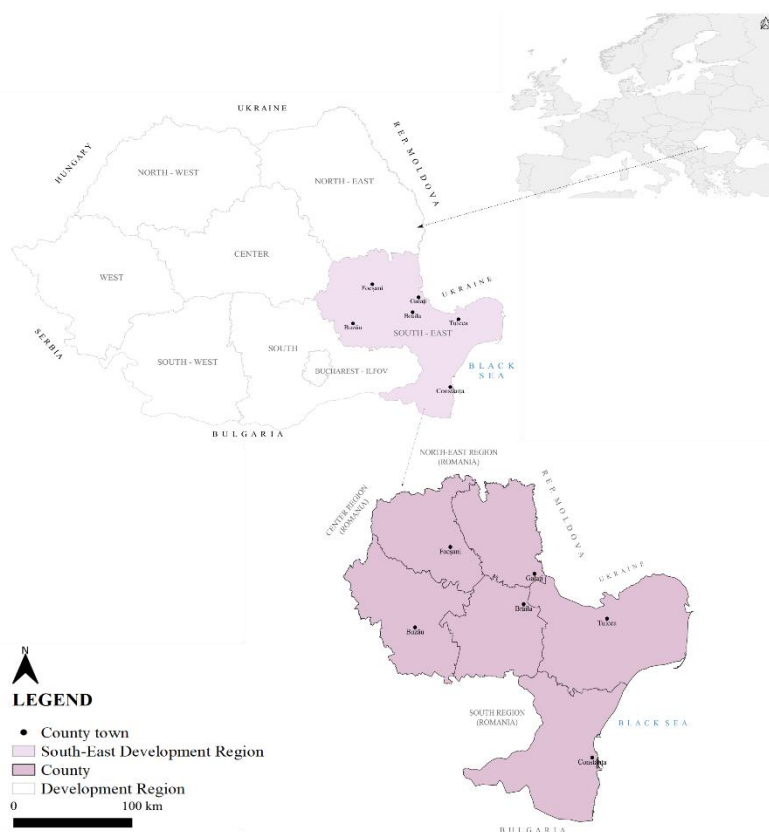 UKRAINE
HUNGARY
REP.MOLDOVA
NORTH - WEST
NORTH - EAST
CENTER
WEST
UKRAINE
Focșani
Galați
Brăila
Buzău
Tulcea
SOUTH - EAST
SERBIA
SOUTH - WEST
SOUTH
BUCHAREST - ILFOV
BLACK
SEA
Constanța
BULGARIA
NORTH-EAST REGION
(ROMANIA)
CENTER REGION
(ROMANIA)
REP.MOLDOVA
Focșani
UKRAINE
Galați
Brăila
Tulcea
Buzău
SOUTH REGION
(ROMANIA)
BLACK SEA
Constanța
BULGARIA
N
LEGEND
County town
South-East Development Region
County
Development Region
0 100 km